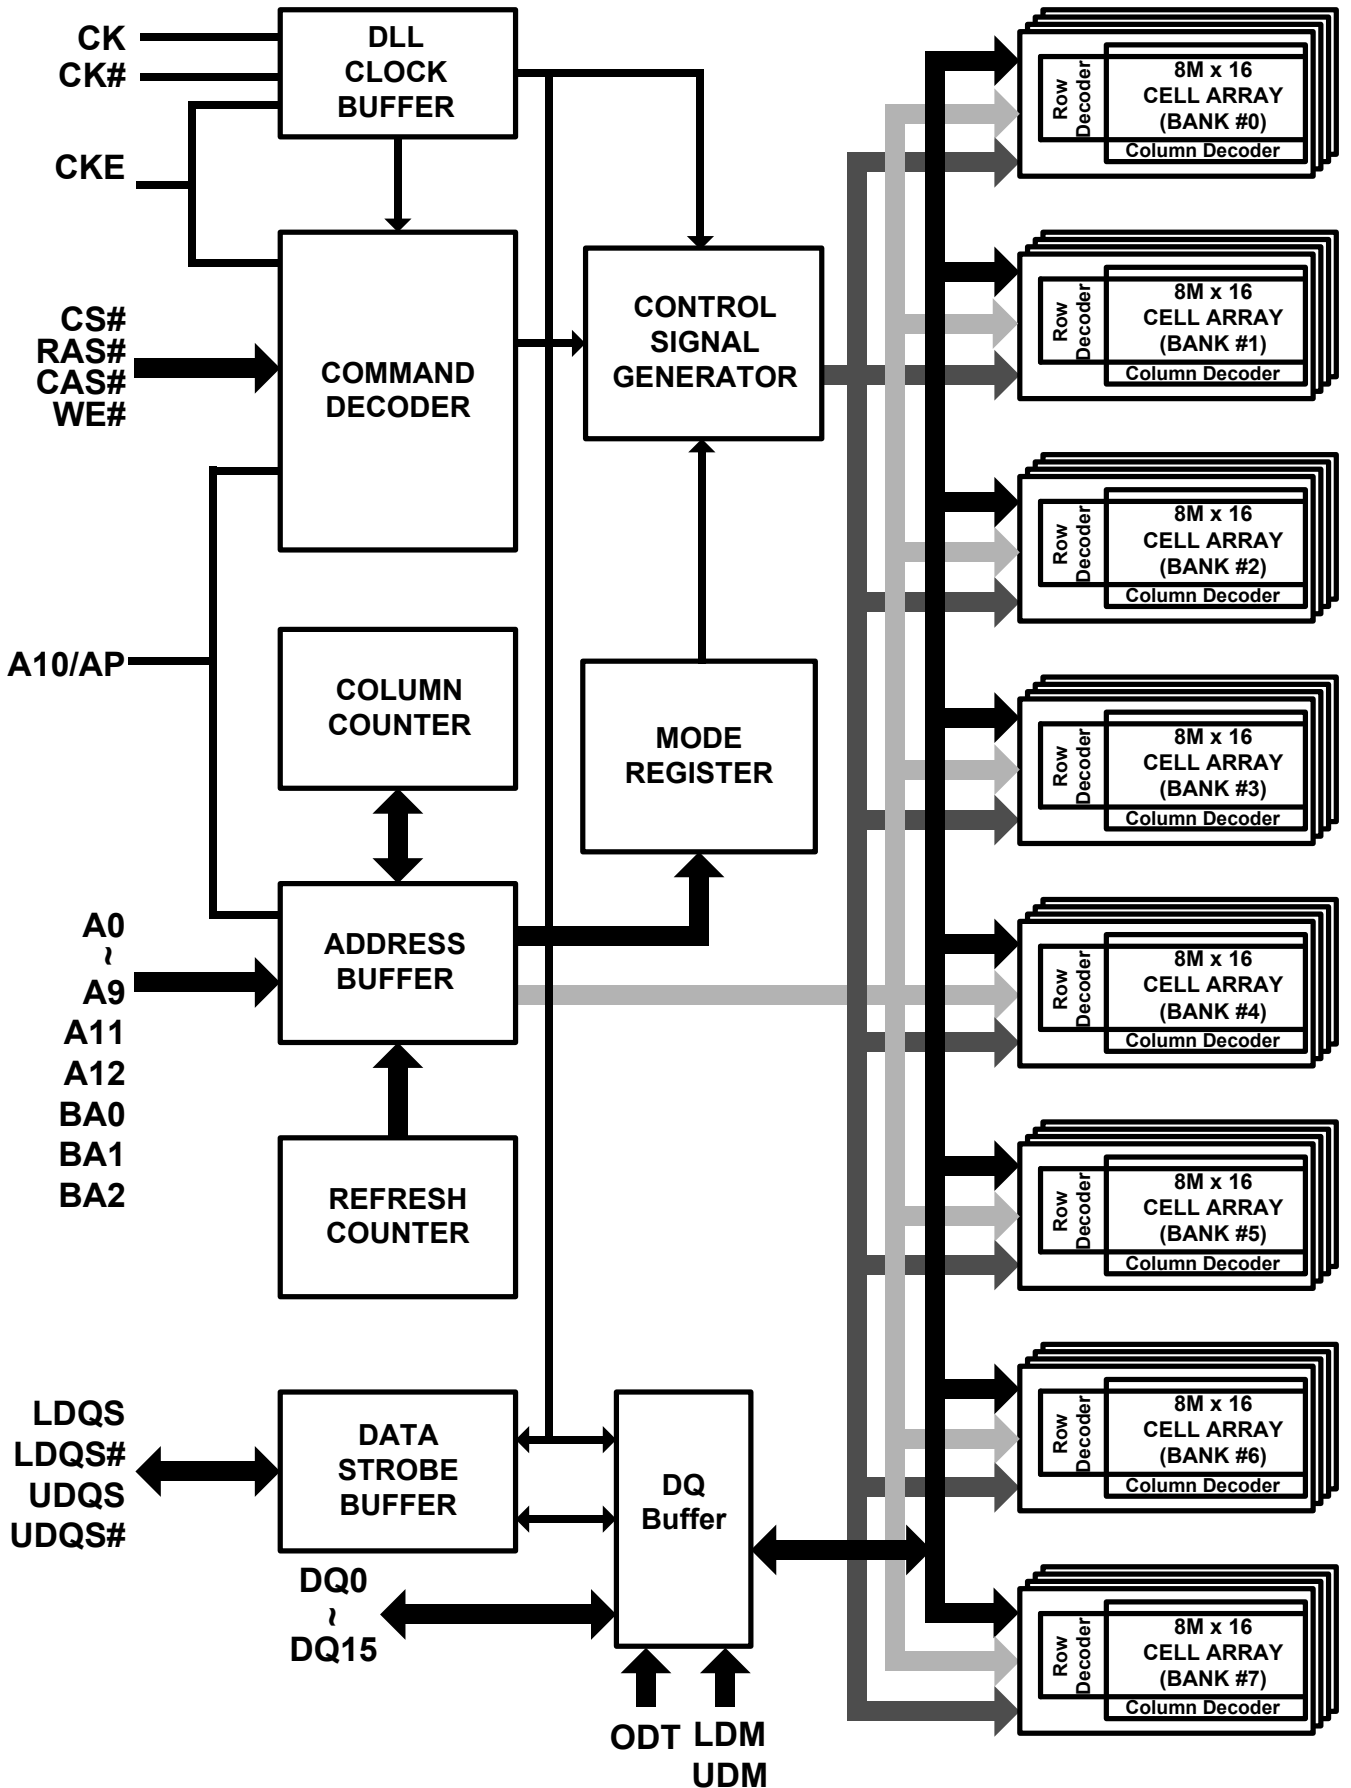 CK
CK#
CKE
CS#
RAS#
CAS#
WE#
A10/AP
A0
~
A9
A11
A12
BA0
BA1
BA2
LDQS
LDQS#
UDQS
UDQS#
DLL
CLOCK
BUFFER
COMMAND
DECODER
COLUMN
COUNTER
ADDRESS
BUFFER
REFRESH
COUNTER
DATA
STROBE
BUFFER
DQ0
~
DQ15
CONTROL
SIGNAL
GENERATOR
MODE
REGISTER
DQ
Buffer
ODT
LDM
UDM
Row
Decoder
8M x 16
CELL ARRAY
(BANK #0)
Column Decoder
Row
Decoder
8M x 16
CELL ARRAY
(BANK #1)
Column Decoder
Row
Decoder
8M x 16
CELL ARRAY
(BANK #2)
Column Decoder
Row
Decoder
8M x 16
CELL ARRAY
(BANK #3)
Column Decoder
Row
Decoder
8M x 16
CELL ARRAY
(BANK #4)
Column Decoder
Row
Decoder
8M x 16
CELL ARRAY
(BANK #5)
Column Decoder
Row
Decoder
8M x 16
CELL ARRAY
(BANK #6)
Column Decoder
Row
Decoder
8M x 16
CELL ARRAY
(BANK #7)
Column Decoder